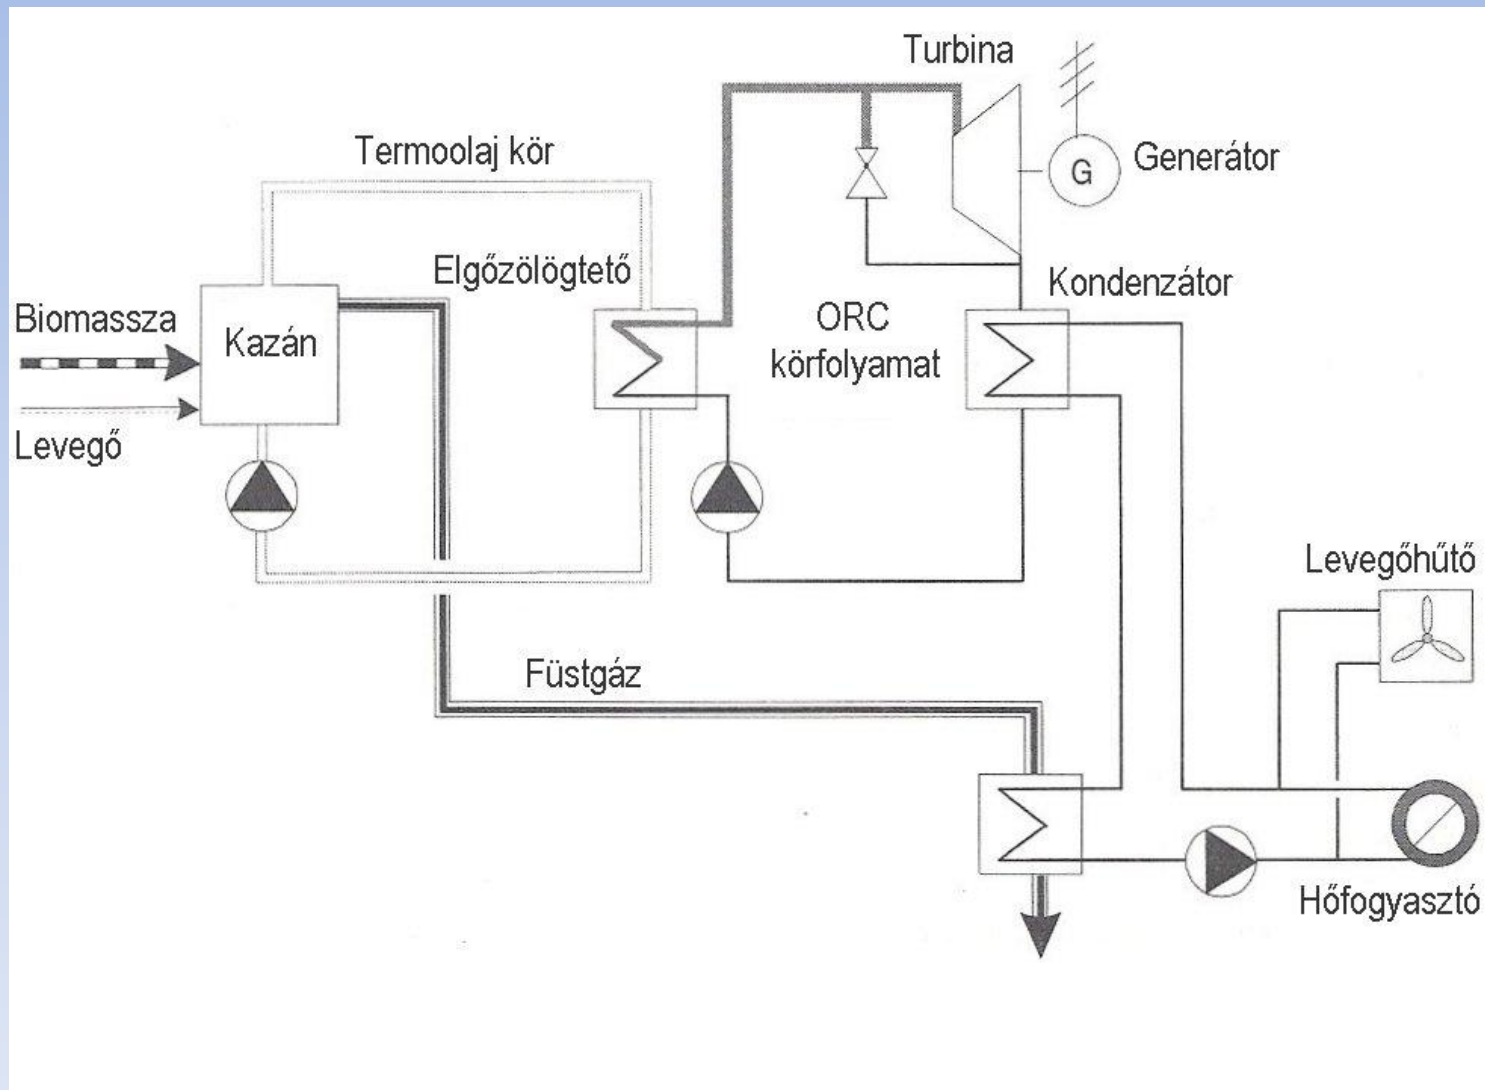 Turbina
Termoolaj kör
G
Generátor
Elgőzölögtető
Kondenzátor
Biomassza
Kazán
ORC
körfolyamat
Levegő
Levegőhűtő
Füstgáz
Hőfogyasztó